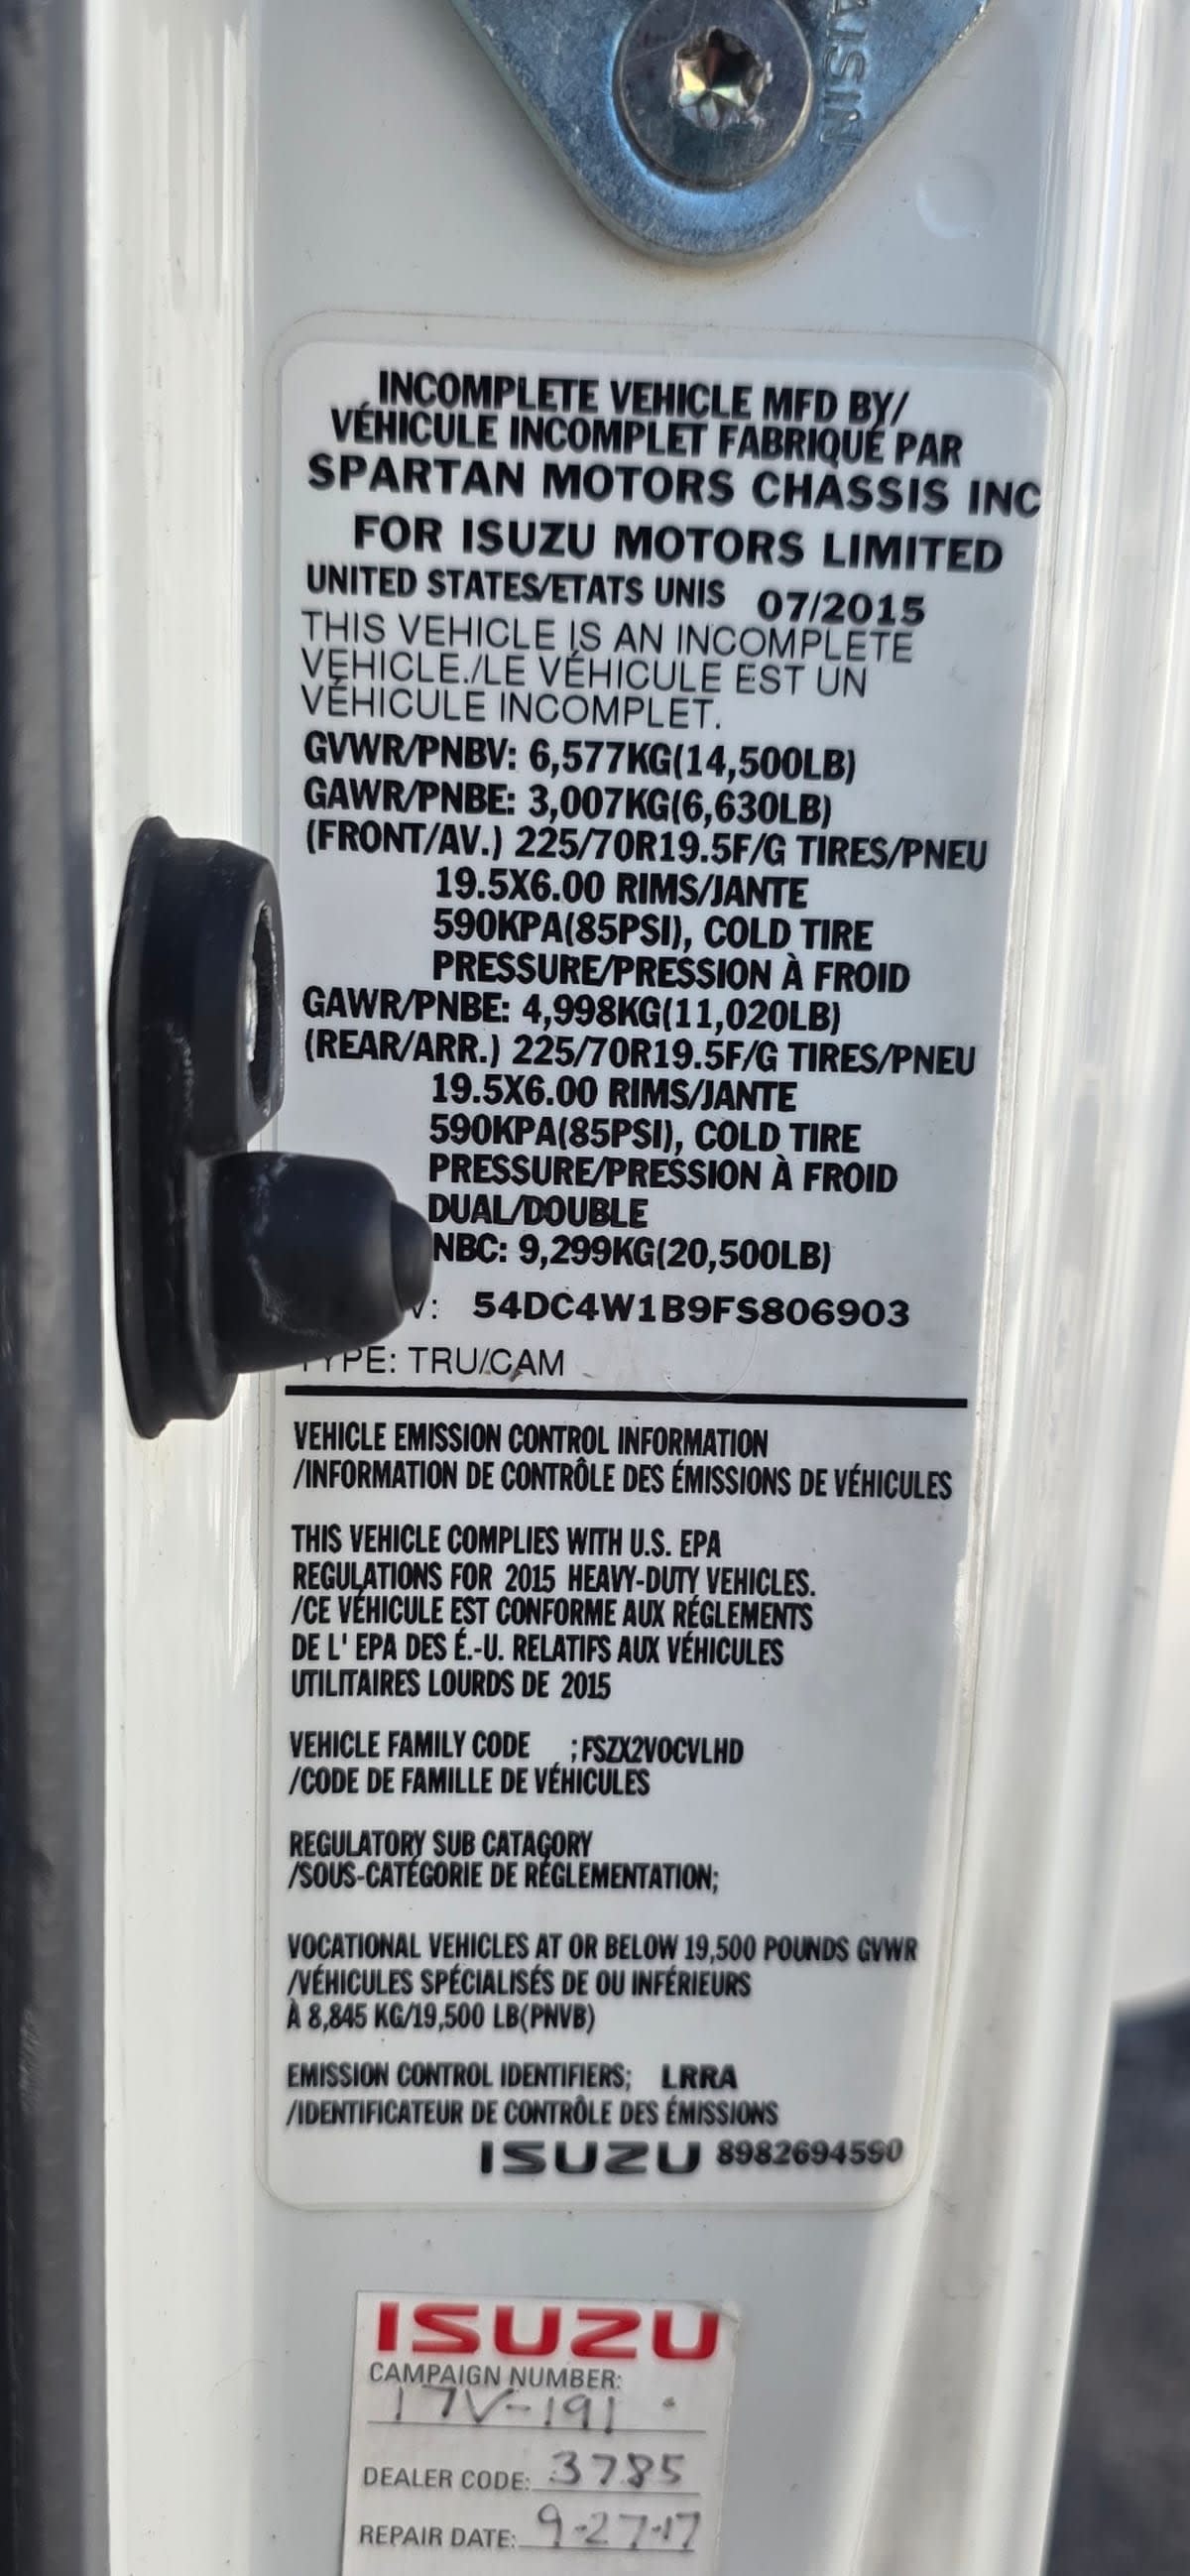 AISIN
INCOMPLETE VEHICLE MFD BY/
VÉHICULE INCOMPLET FABRIQUÉ PAR
SPARTAN MOTORS CHASSIS INC
FOR ISUZU MOTORS LIMITED
UNITED STATES/ETATS UNIS 07/2015
THIS VEHICLE IS AN INCOMPLETE
VEHICLE./LE VÉHICULE EST UN
VÉHICULE INCOMPLET.
GVWR/PNBV: 6,577KG(14,500LB)
GAWR/PNBE: 3,007KG(6,630LB)
(FRONT/AV.) 225/70R19.5F/G TIRES/PNEU
19.5X6.00 RIMS/JANTE
590KPA(85PSI), COLD TIRE
PRESSURE/PRESSION À FROID
GAWR/PNBE: 4,998KG(11,020LB)
(REAR/ARR.) 225/70R19.5F/G TIRES/PNEU
19.5X6.00 RIMS/JANTE
590KPA(85PSI), COLD TIRE
PRESSURE/PRESSION À FROID
DUAL/DOUBLE
NBC: 9,299KG(20,500LB)
V: 54DC4W1B9FS806903
TYPE: TRU/CAM
VEHICLE EMISSION CONTROL INFORMATION
/INFORMATION DE CONTRÔLE DES ÉMISSIONS DE VÉHICULES
THIS VEHICLE COMPLIES WITH U.S. EPA
REGULATIONS FOR 2015 HEAVY-DUTY VEHICLES.
/CE VÉHICULE EST CONFORME AUX RÉGLEMENTS
DE L' EPA DES É.-U. RELATIFS AUX VÉHICULES
UTILITAIRES LOURDS DE 2015
VEHICLE FAMILY CODE ;FSZX2VOCVLHD
/CODE DE FAMILLE DE VÉHICULES
REGULATORY SUB CATAGORY
/SOUS-CATÉGORIE DE RÉGLEMENTATION;
VOCATIONAL VEHICLES AT OR BELOW 19,500 POUNDS GVWR
/VÉHICULES SPÉCIALISÉS DE OU INFÉRIEURS
À 8,845 KG/19,500 LB(PNVB)
EMISSION CONTROL IDENTIFIERS; LRRA
/IDENTIFICATEUR DE CONTRÔLE DES ÉMISSIONS
ISUZU 8982694590
ISUZU
CAMPAIGN NUMBER:
17V-191
DEALER CODE: 3785
REPAIR DATE: 9-27-17